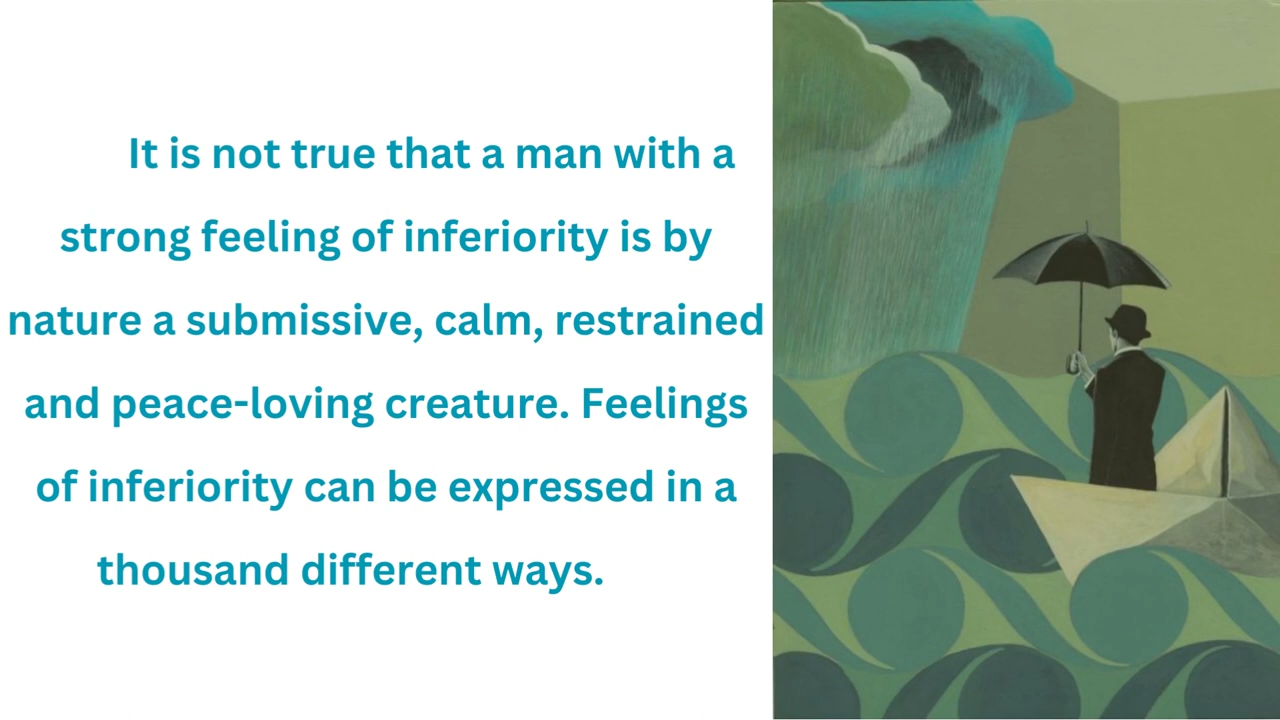 It is not true that a man with a
strong feeling of inferiority is by
nature a submissive, calm, restrained
and peace-loving creature. Feelings
of inferiority can be expressed in a
thousand different ways.